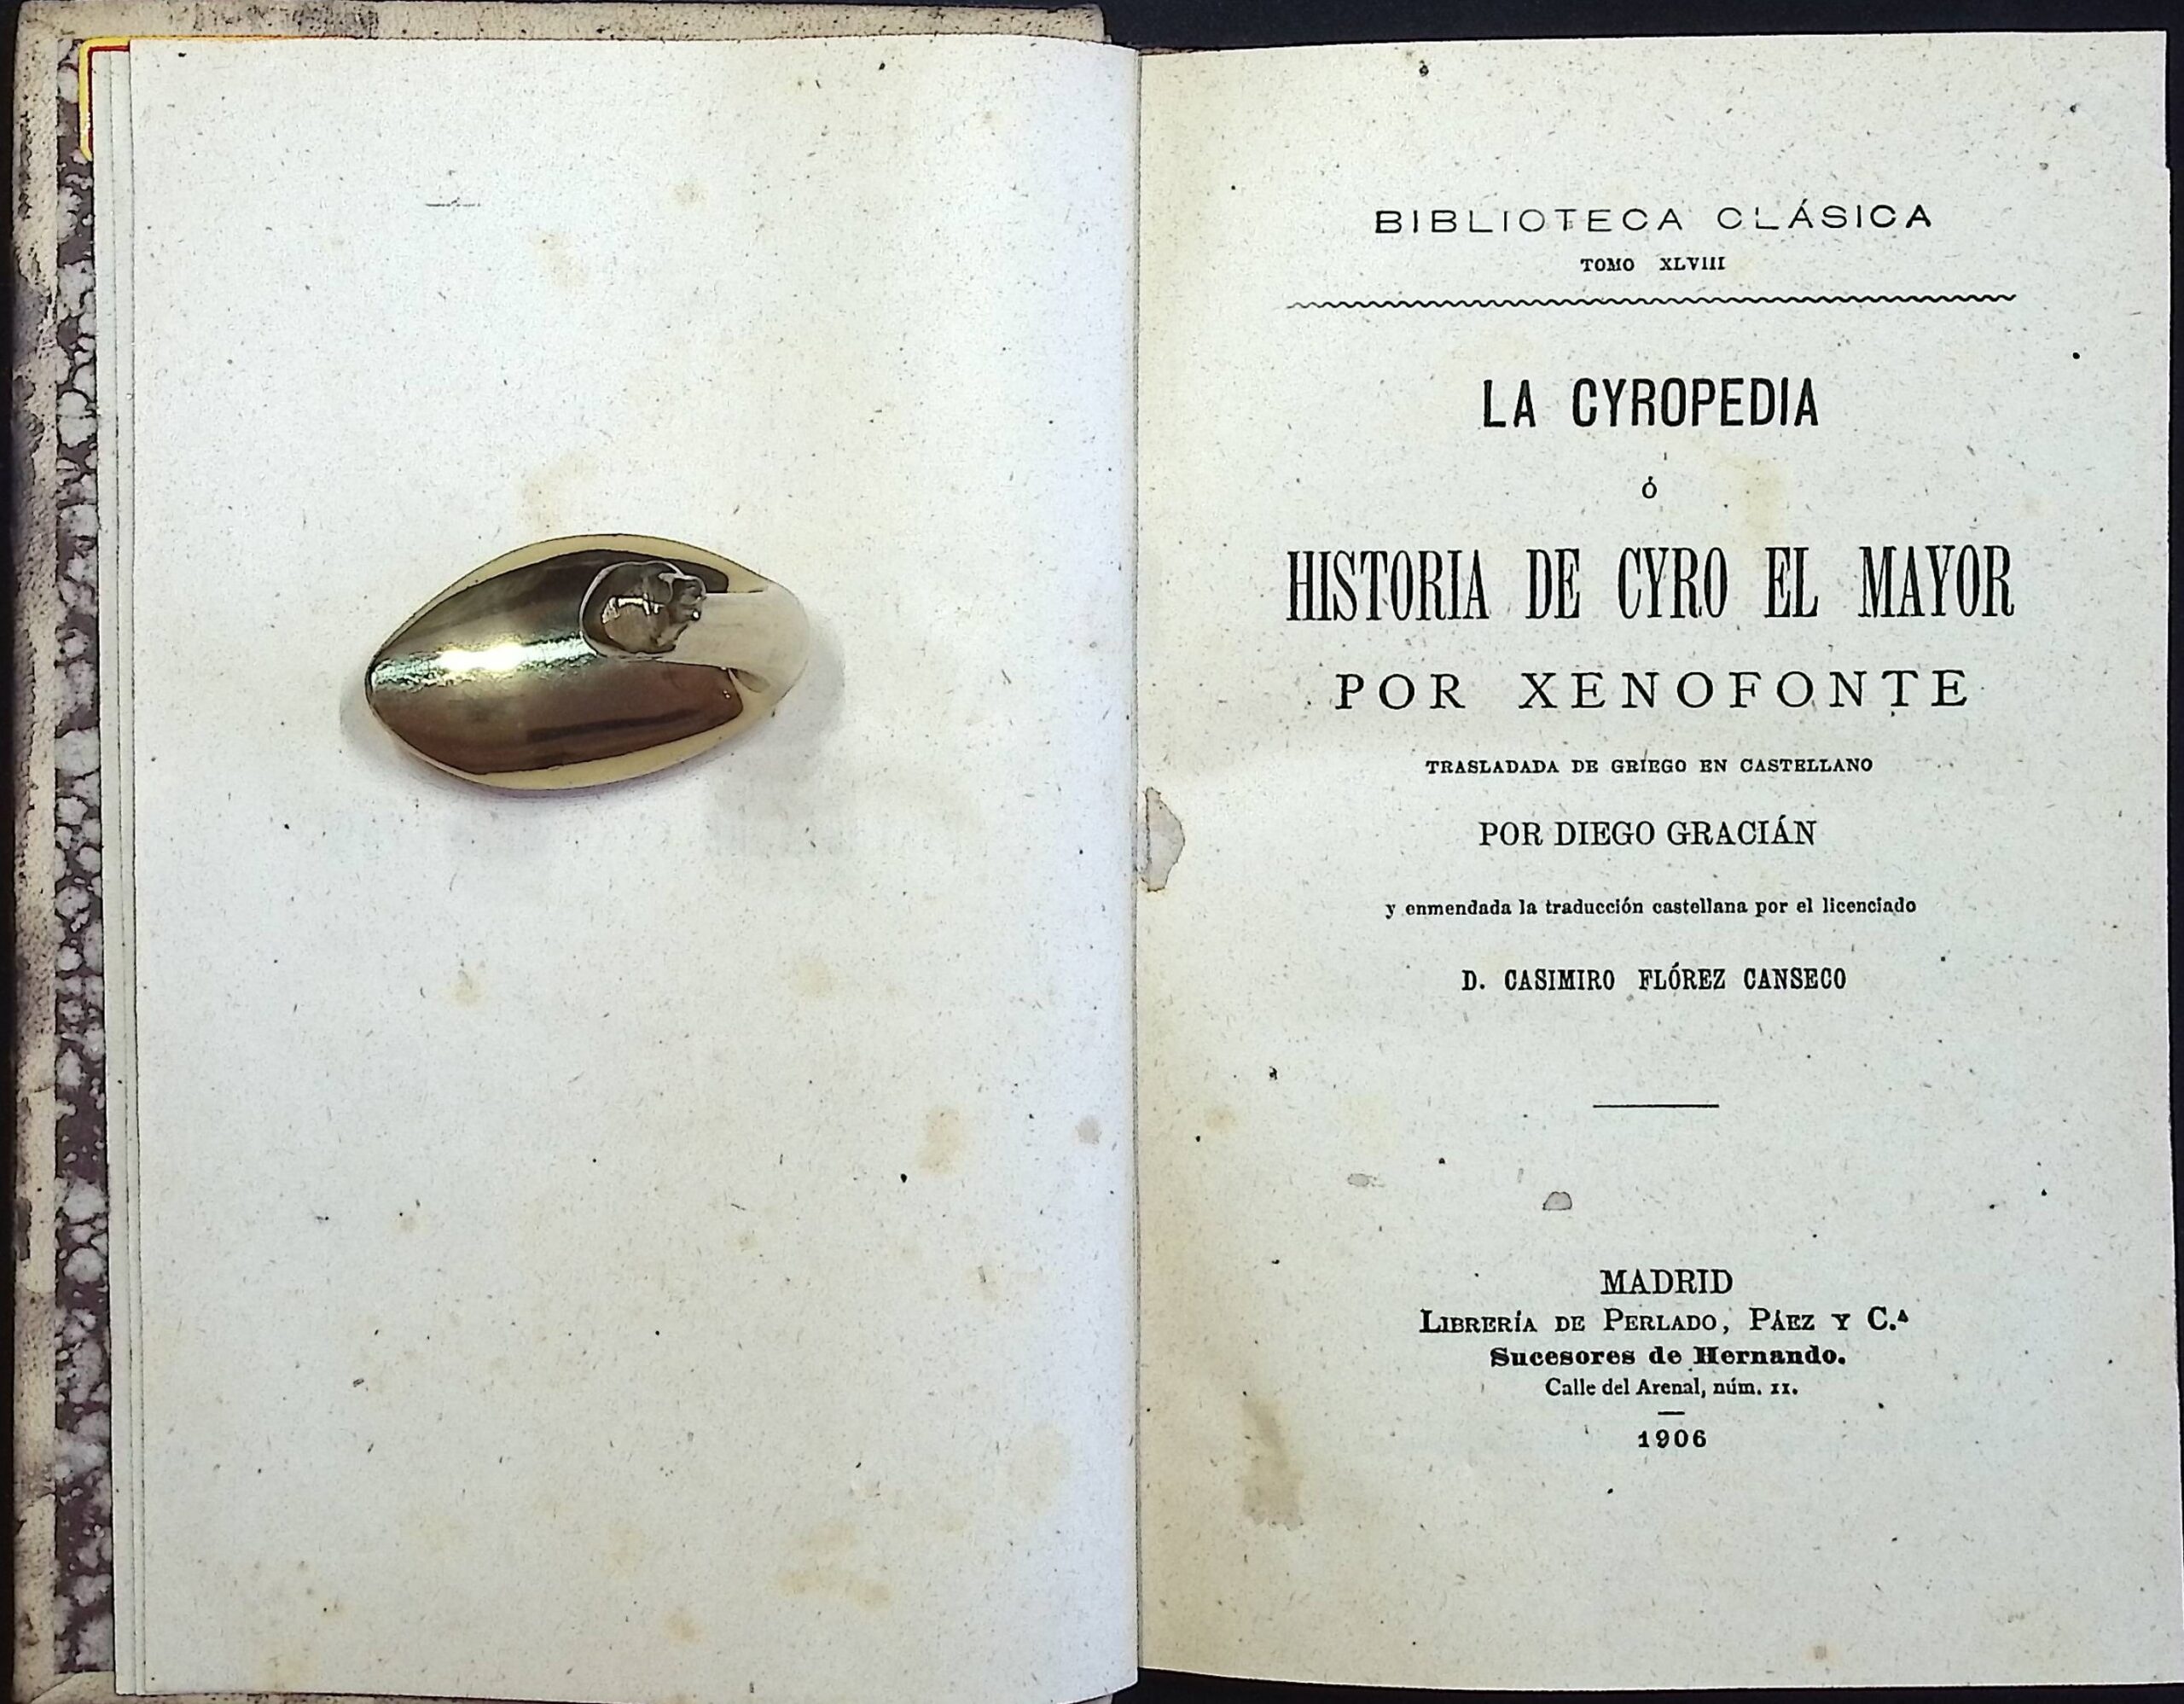 BIBLIOTECA CLÁSICA
TOMO XLVIII
LA CYROPEDIA
Ó
HISTORIA DE CYRO EL MAYOR
POR XENOFONTE
TRASLADADA DE GRIEGO EN CASTELLANO
POR DIEGO GRACIÁN
y enmendada la traducción castellana por el licenciado
D. CASIMIRO FLÓREZ CANSECO
MADRID
LIBRERÍA DE PERLADO, PÁEZ Y C.ᴬ
Sucesores de Hernando.
Calle del Arenal, núm. 11.
1906